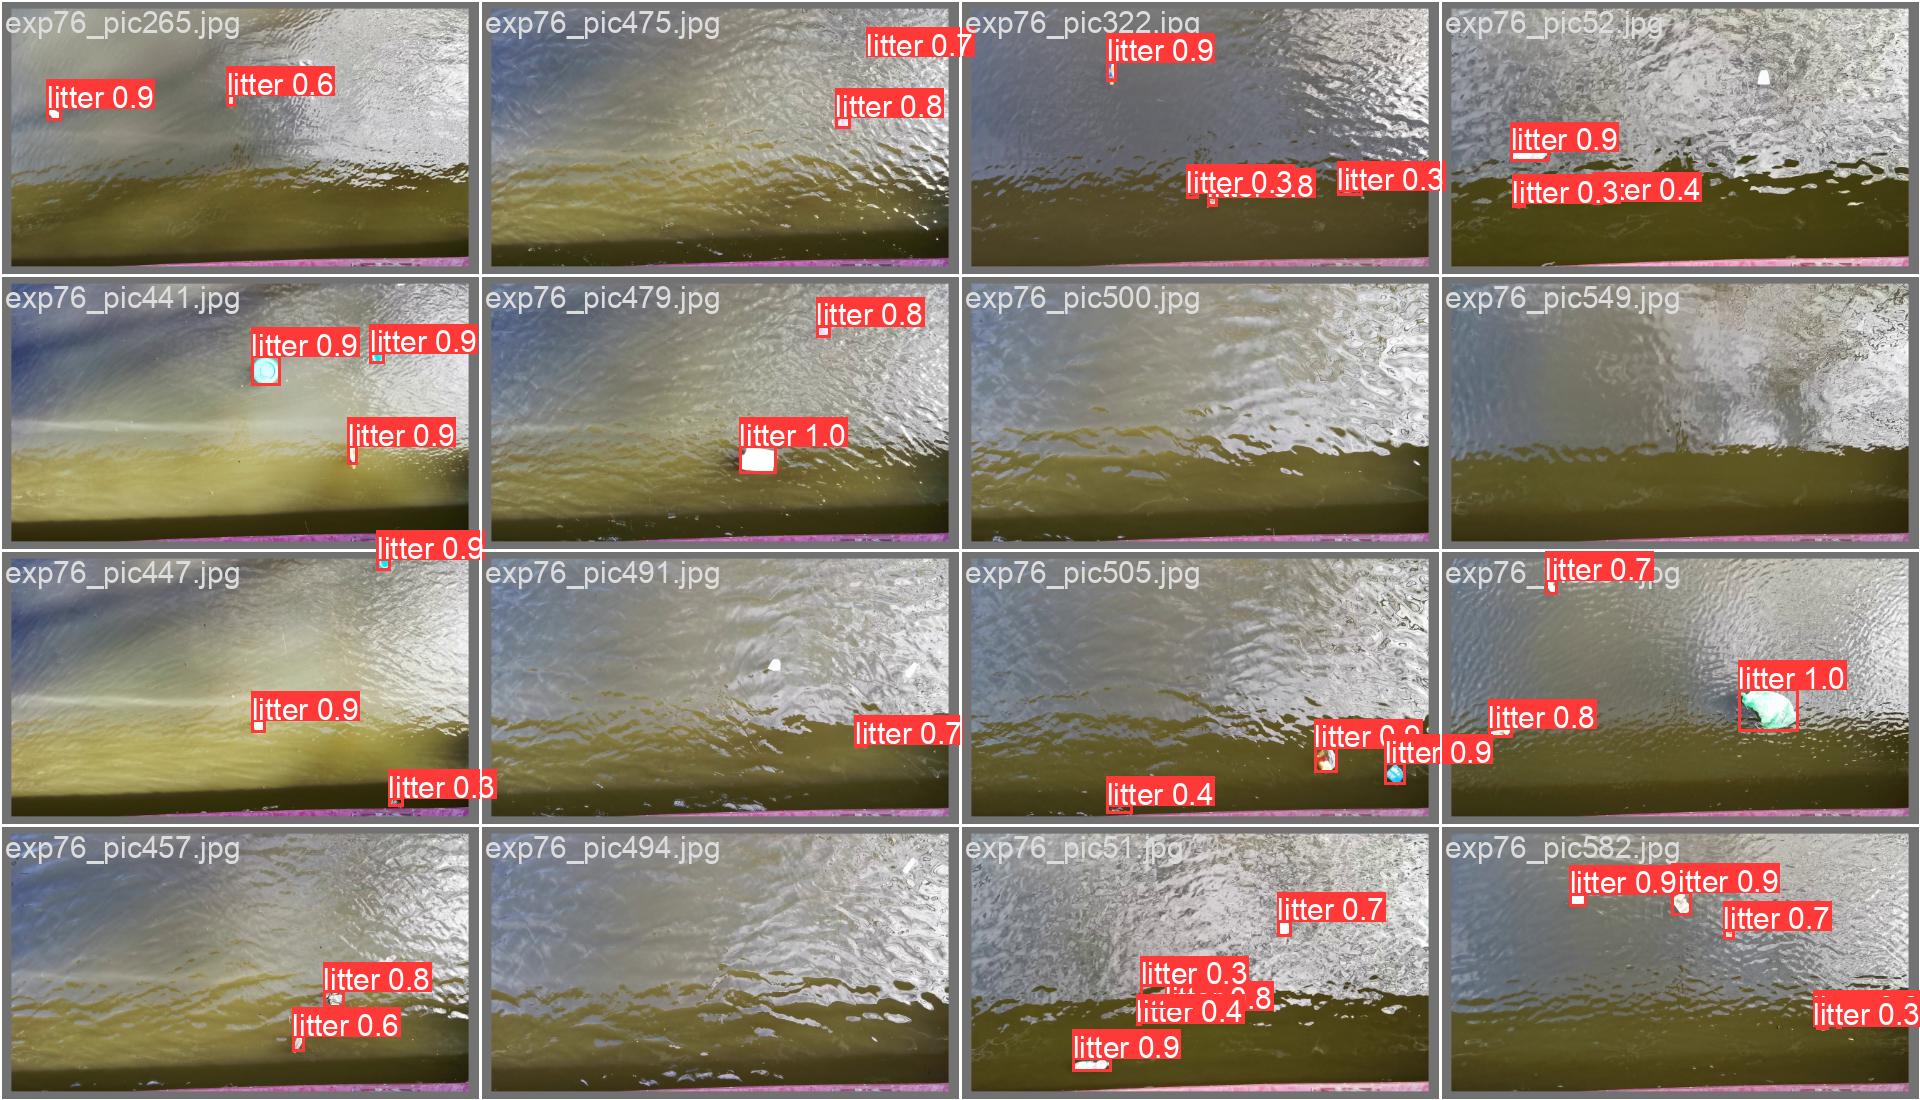 exp76_pic265.jpg
litter 0.9
litter 0.6
exp76_pic475.jpg
litter 0.7
litter 0.8
exp76_pic322.jpg
litter 0.9
litter 0.3
.8
litter 0.3
exp76_pic52.jpg
litter 0.9
litter 0.3
er 0.4
exp76_pic441.jpg
litter 0.9
litter 0.9
litter 0.9
exp76_pic479.jpg
litter 0.8
litter 1.0
exp76_pic500.jpg
exp76_pic549.jpg
exp76_pic447.jpg
litter 0.9
litter 0.9
litter 0.3
exp76_pic491.jpg
litter 0.7
exp76_pic505.jpg
litter
litter 0.9
litter 0.4
exp76_
pg
litter 0.7
litter 1.0
litter 0.8
exp76_pic457.jpg
litter 0.8
litter 0.6
exp76_pic494.jpg
exp76_pic51.jpg
litter 0.7
litter 0.3
.8
litter 0.4
litter 0.9
exp76_pic582.jpg
litter 0.9
itter 0.9
litter 0.7
litter 0.3